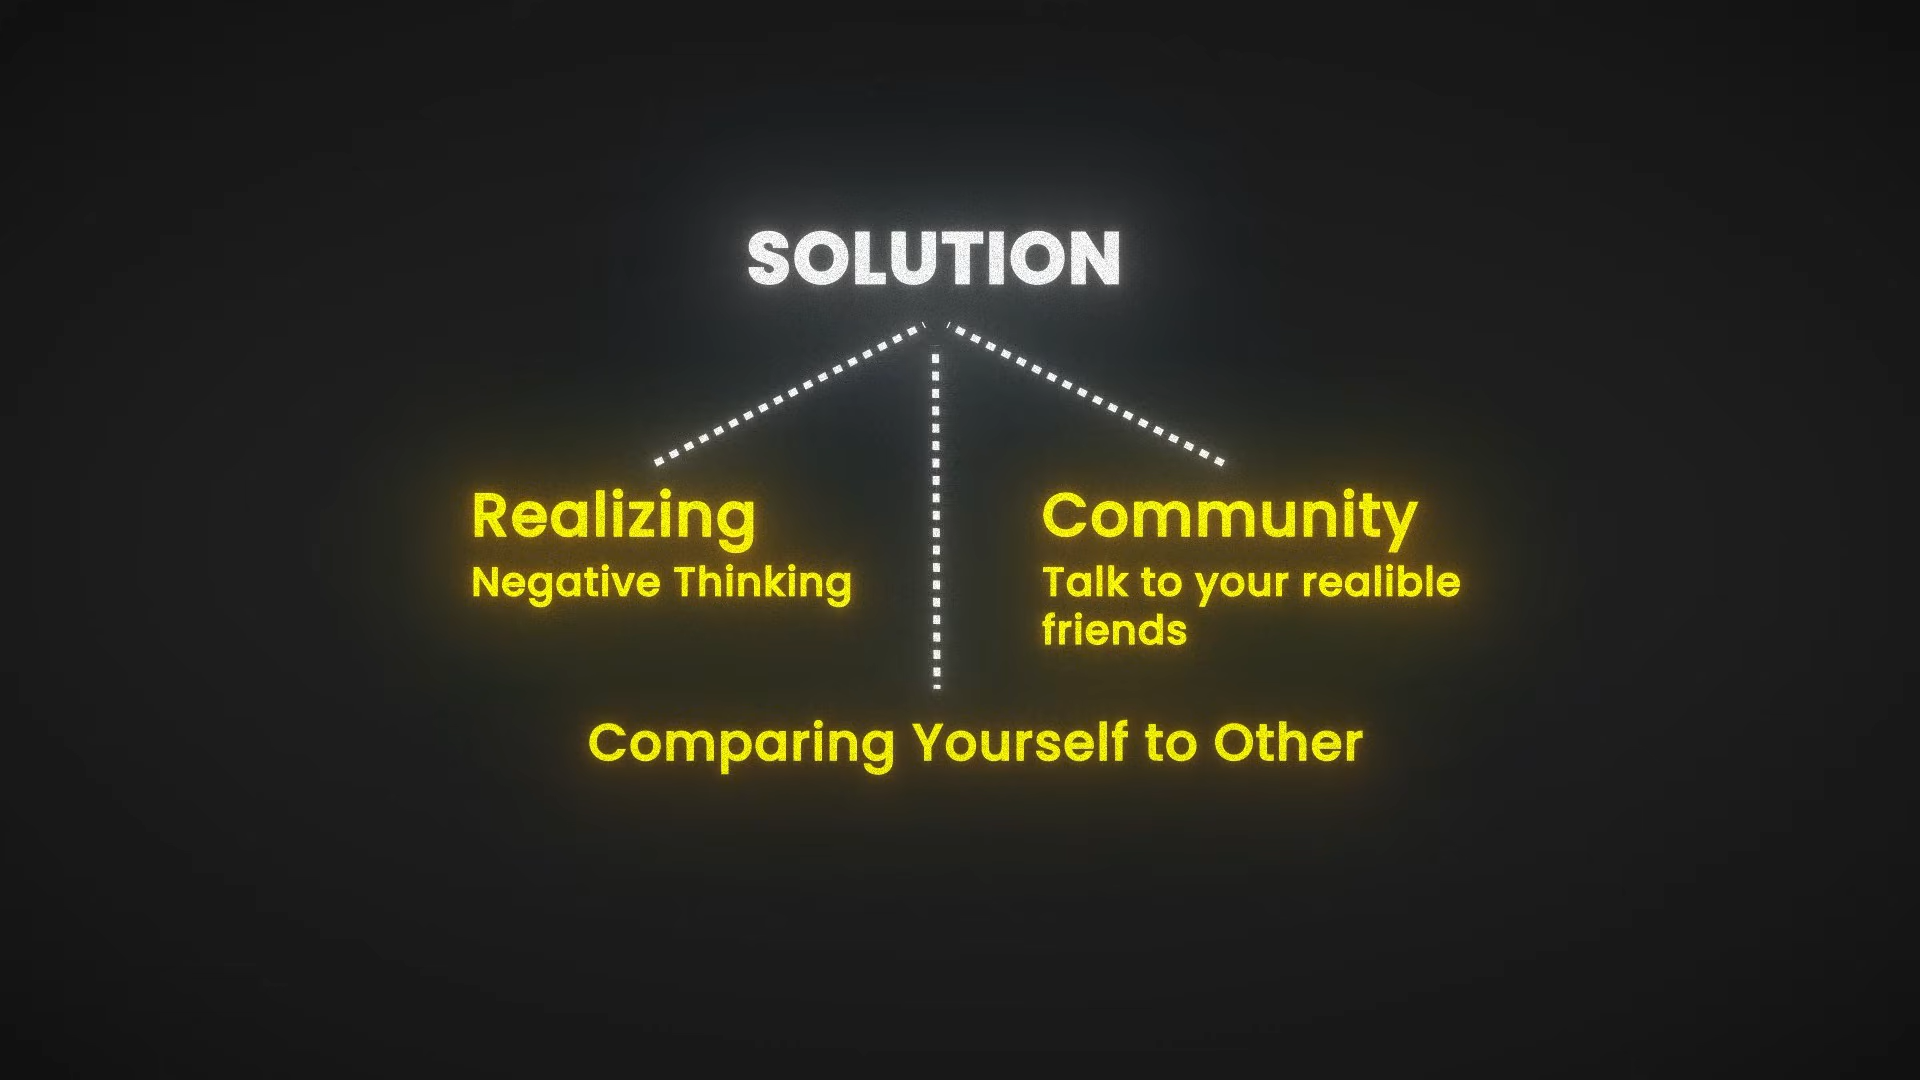 SOLUTION
Realizing
Negative Thinking
Community
Talk to your realible
friends
Comparing Yourself to Other